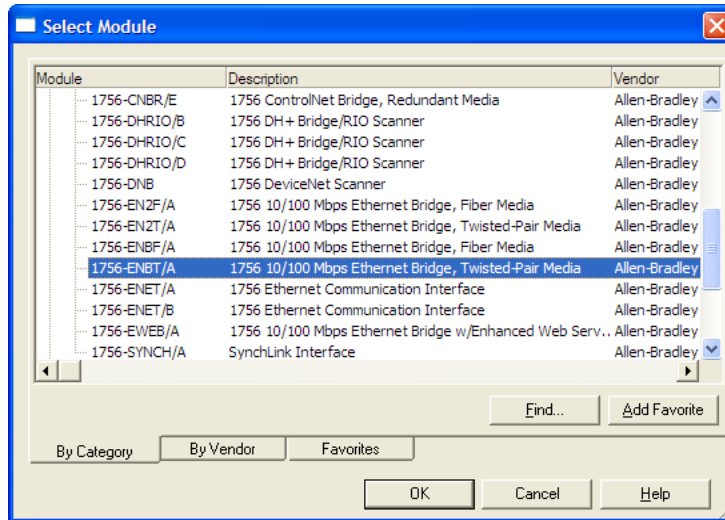 Select Module
Module Description Vendor
1756-CNBR/E 1756 ControlNet Bridge, Redundant Media Allen-Bradley
1756-DHRIO/B 1756 DH+ Bridge/RIO Scanner Allen-Bradley
1756-DHRIO/C 1756 DH+ Bridge/RIO Scanner Allen-Bradley
1756-DHRIO/D 1756 DH+ Bridge/RIO Scanner Allen-Bradley
1756-DNB 1756 DeviceNet Scanner Allen-Bradley
1756-EN2F/A 1756 10/100 Mbps Ethernet Bridge, Fiber Media Allen-Bradley
1756-EN2T/A 1756 10/100 Mbps Ethernet Bridge, Twisted-Pair Media Allen-Bradley
1756-ENBF/A 1756 10/100 Mbps Ethernet Bridge, Fiber Media Allen-Bradley
1756-ENBT/A 1756 10/100 Mbps Ethernet Bridge, Twisted-Pair Media Allen-Bradley
1756-ENET/A 1756 Ethernet Communication Interface Allen-Bradley
1756-ENET/B 1756 Ethernet Communication Interface Allen-Bradley
1756-EWEB/A 1756 10/100 Mbps Ethernet Bridge w/Enhanced Web Serv... Allen-Bradley
1756-SYNCH/A SynchLink Interface Allen-Bradley
Find... Add Favorite
By Category By Vendor Favorites
OK Cancel Help